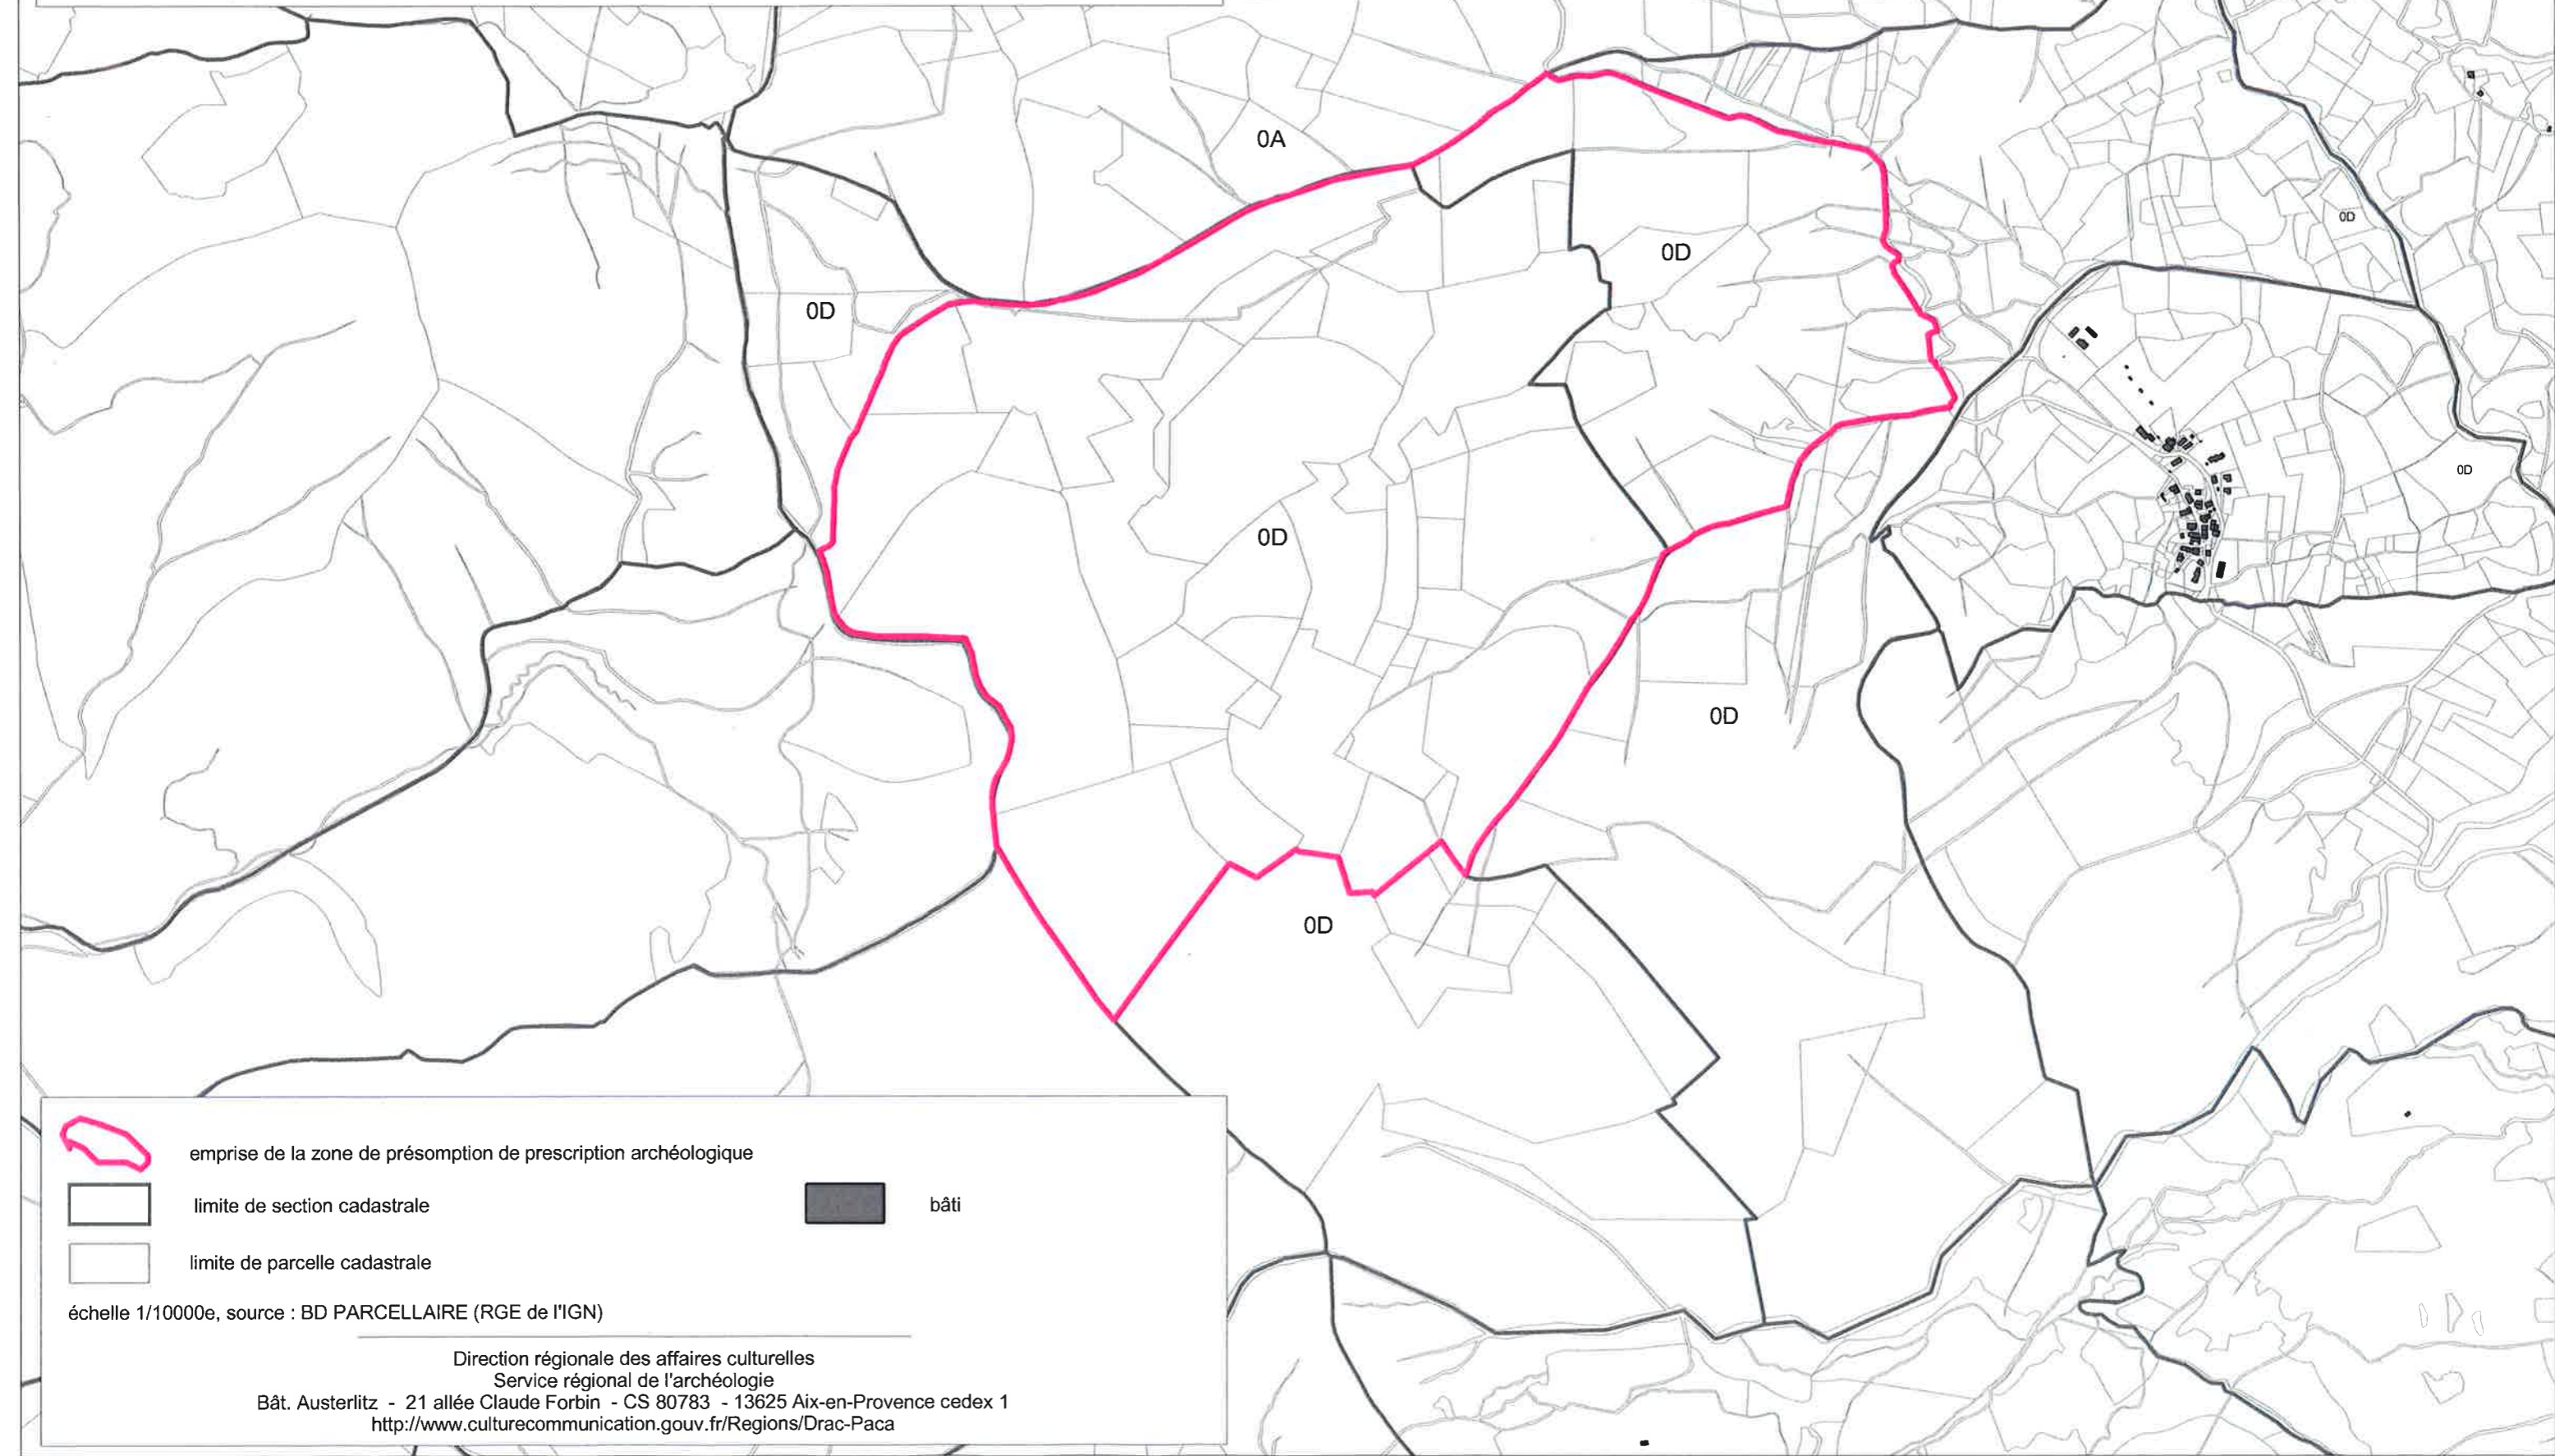 0A
0D
0D
0D
0D
0D
0D
0D
emprise de la zone de présomption de prescription archéologique
limite de section cadastrale
bâti
limite de parcelle cadastrale
échelle 1/10000e, source : BD PARCELLAIRE (RGE de l'IGN)
Direction régionale des affaires culturelles
Service régional de l'archéologie
Bât. Austerlitz - 21 allée Claude Forbin - CS 80783 - 13625 Aix-en-Provence cedex 1
http://www.culturecommunication.gouv.fr/Regions/Drac-Paca